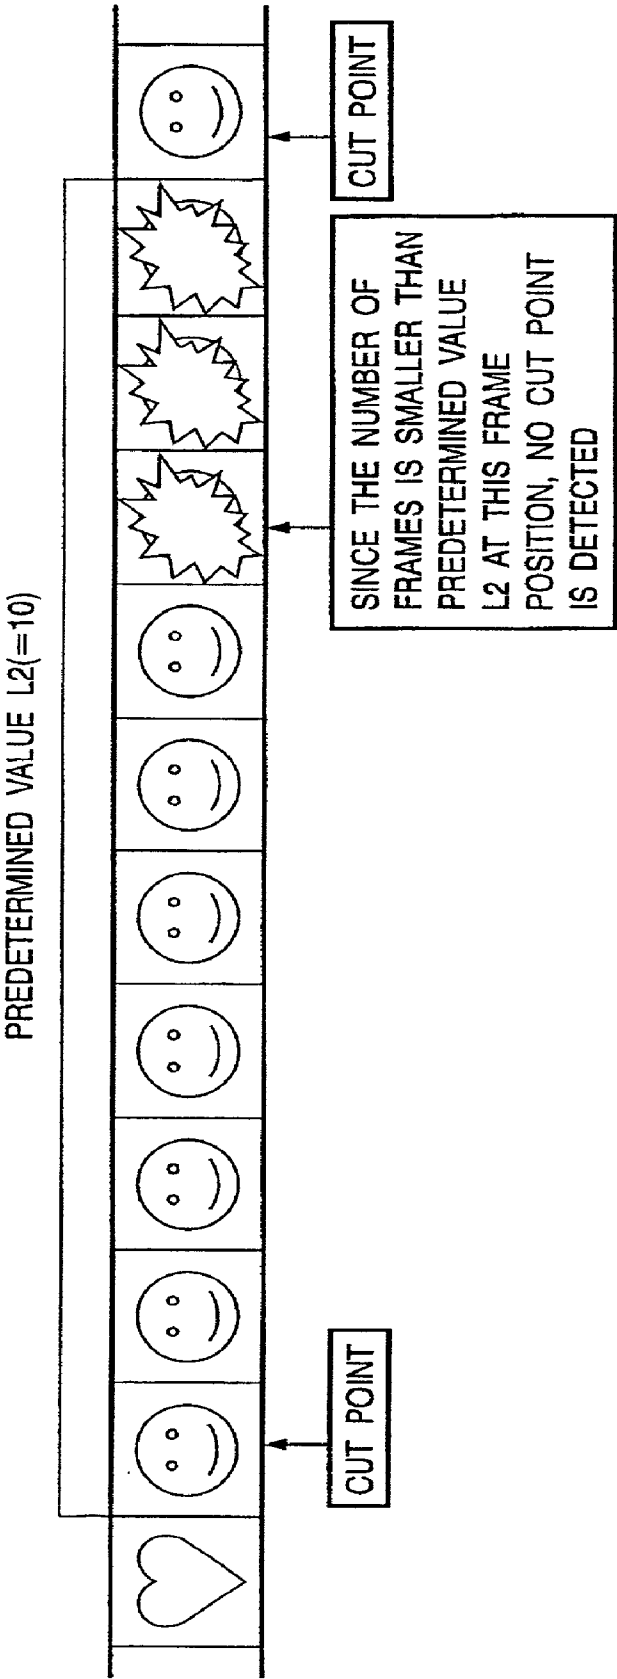 PREDETERMINED VALUE L2(=10)
CUT POINT
SINCE THE NUMBER OF
FRAMES IS SMALLER THAN
PREDETERMINED VALUE
L2 AT THIS FRAME
POSITION, NO CUT POINT
IS DETECTED
CUT POINT